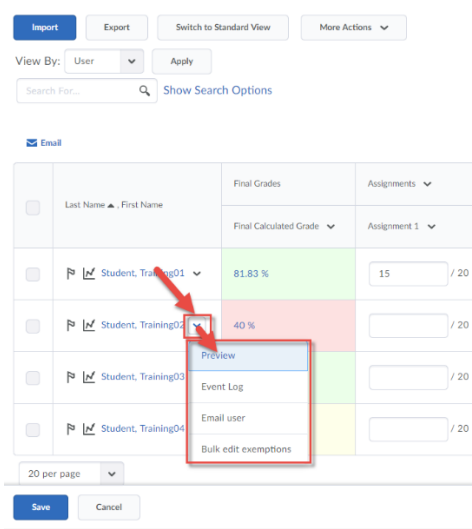 Import Export Switch to Standard View More Actions
View By: User Apply
Search For... Show Search Options
Email
Last Name , First Name
Final Grades Assignments
Final Calculated Grade Assignment 1
Student, Training01 81.83 % 15 / 20
Student, Training02 40 % / 20
Preview
Student, Training03 / 20
Event Log
Email user
Student, Training04 / 20
Bulk edit exemptions
20 per page
Save Cancel